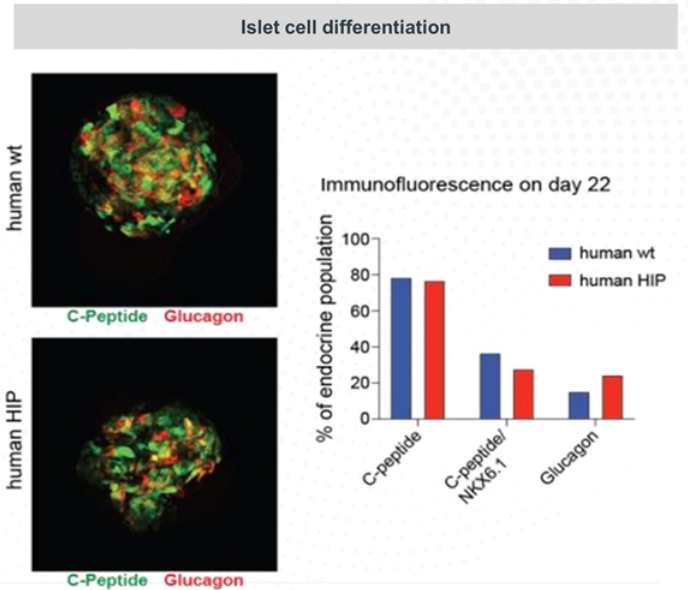 Islet cell differentiation
human wt
C-Peptide Glucagon
human HIP
C-Peptide Glucagon
Immunofluorescence on day 22
% of endocrine population
100
80
60
40
20
0
human wt
human HIP
C-peptide
C-peptide/
NKX6.1
Glucagon